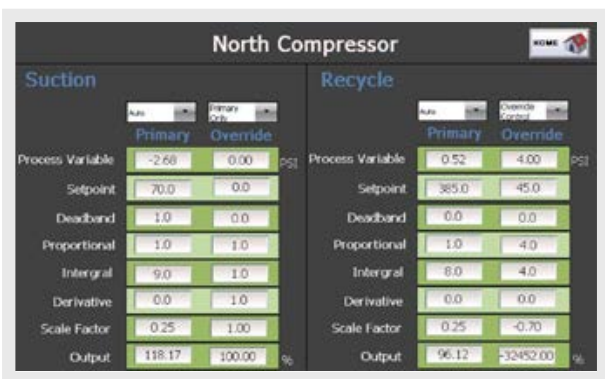 North Compressor
HOME
Suction
Recycle
Auto
Primary Only
Auto
Override Control
Primary Override
Primary Override
Process Variable -2.68 0.00 PSI
Process Variable 0.52 4.00 PSI
Setpoint 70.0 0.0
Setpoint 385.0 45.0
Deadband 1.0 0.0
Deadband 0.0 0.0
Proportional 1.0 1.0
Proportional 1.0 4.0
Intergral 9.0 1.0
Intergral 8.0 4.0
Derivative 0.0 1.0
Derivative 0.0 0.0
Scale Factor 0.25 1.00
Scale Factor 0.25 -0.70
Output 118.17 100.00 %
Output 96.12 -32452.00 %